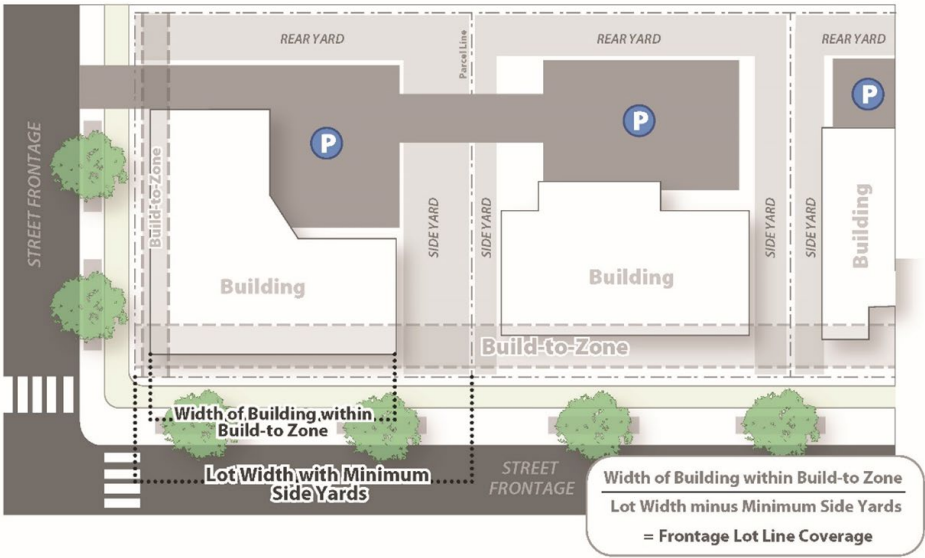 REAR YARD
REAR YARD
REAR YARD
Parcel Line
P
P
P
STREET FRONTAGE
Build-to-Zone
SIDE YARD
SIDE YARD
SIDE YARD
SIDE YARD
Building
Building
Building
Build-to-Zone
Width of Building within
Build-to Zone
Lot Width with Minimum
Side Yards
STREET
FRONTAGE
Width of Building within Build-to Zone
Lot Width minus Minimum Side Yards
= Frontage Lot Line Coverage